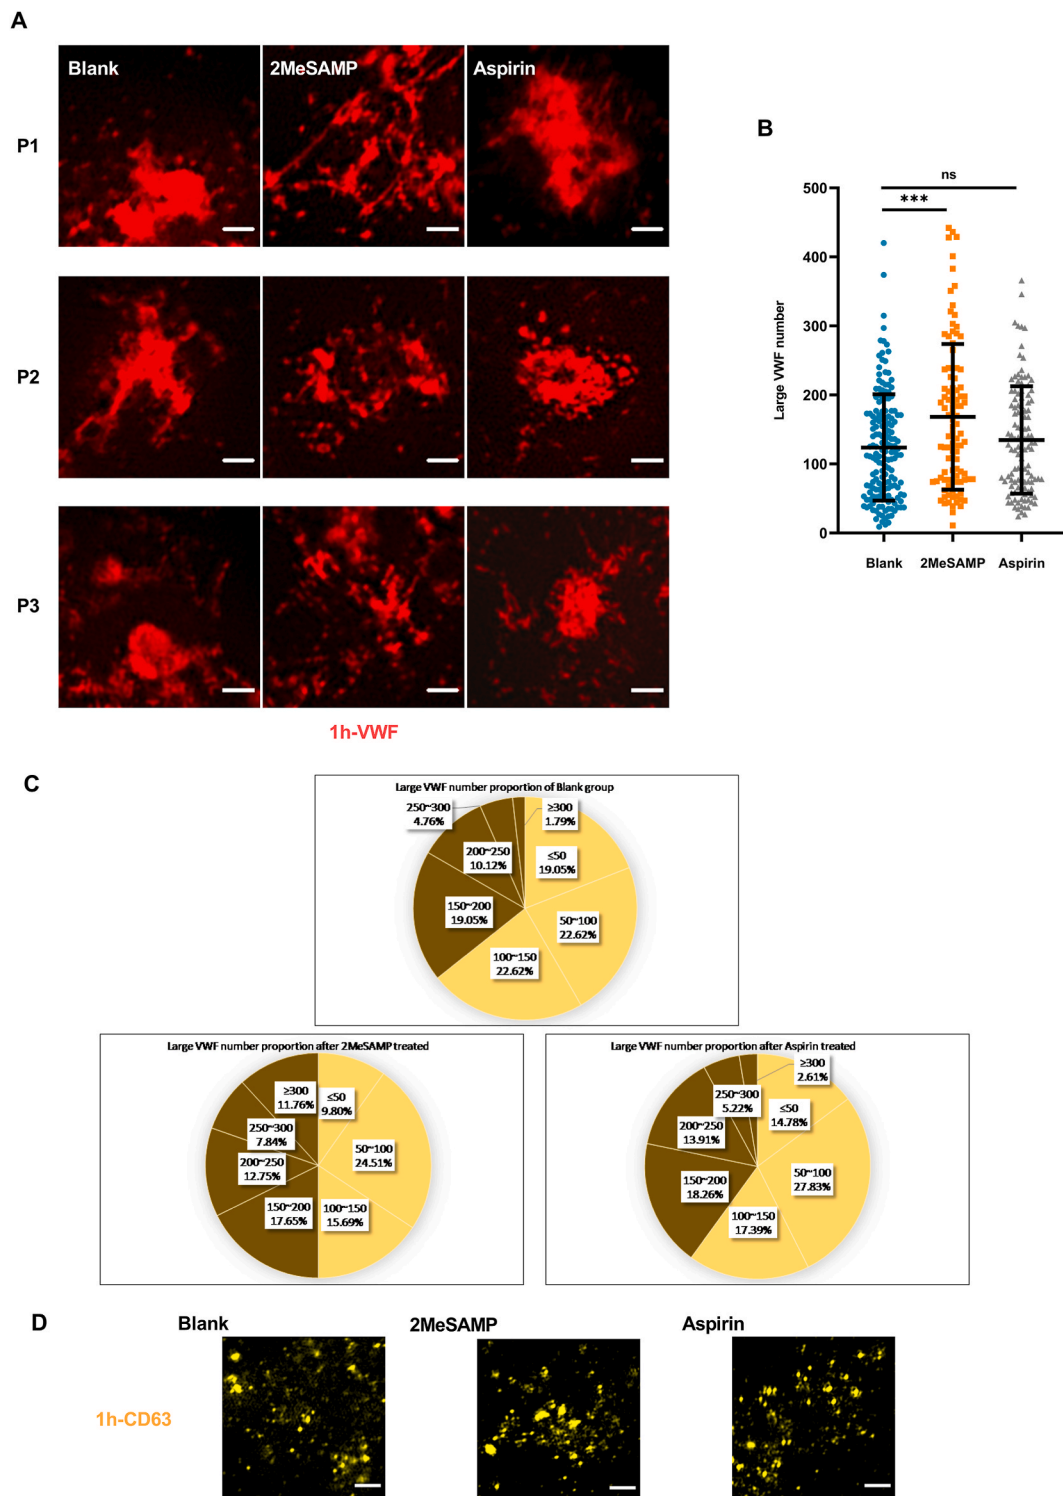 A
Blank
2MeSAMP
Aspirin
P1
P2
P3
1h-VWF
B
ns
***
500
400
300
200
100
0
Large VWF number
Blank
2MeSAMP
Aspirin
C
Large VWF number proportion of Blank group
250~300
4.76%
≥300
1.79%
200~250
10.12%
≤50
19.05%
150~200
19.05%
50~100
22.62%
100~150
22.62%
Large VWF number proportion after 2MeSAMP treated
≥300
11.76%
≤50
9.80%
250~300
7.84%
50~100
24.51%
200~250
12.75%
150~200
17.65%
100~150
15.69%
Large VWF number proportion after Aspirin treated
≥300
2.61%
250~300
5.22%
≤50
14.78%
200~250
13.91%
50~100
27.83%
150~200
18.26%
100~150
17.39%
D
Blank
2MeSAMP
Aspirin
1h-CD63